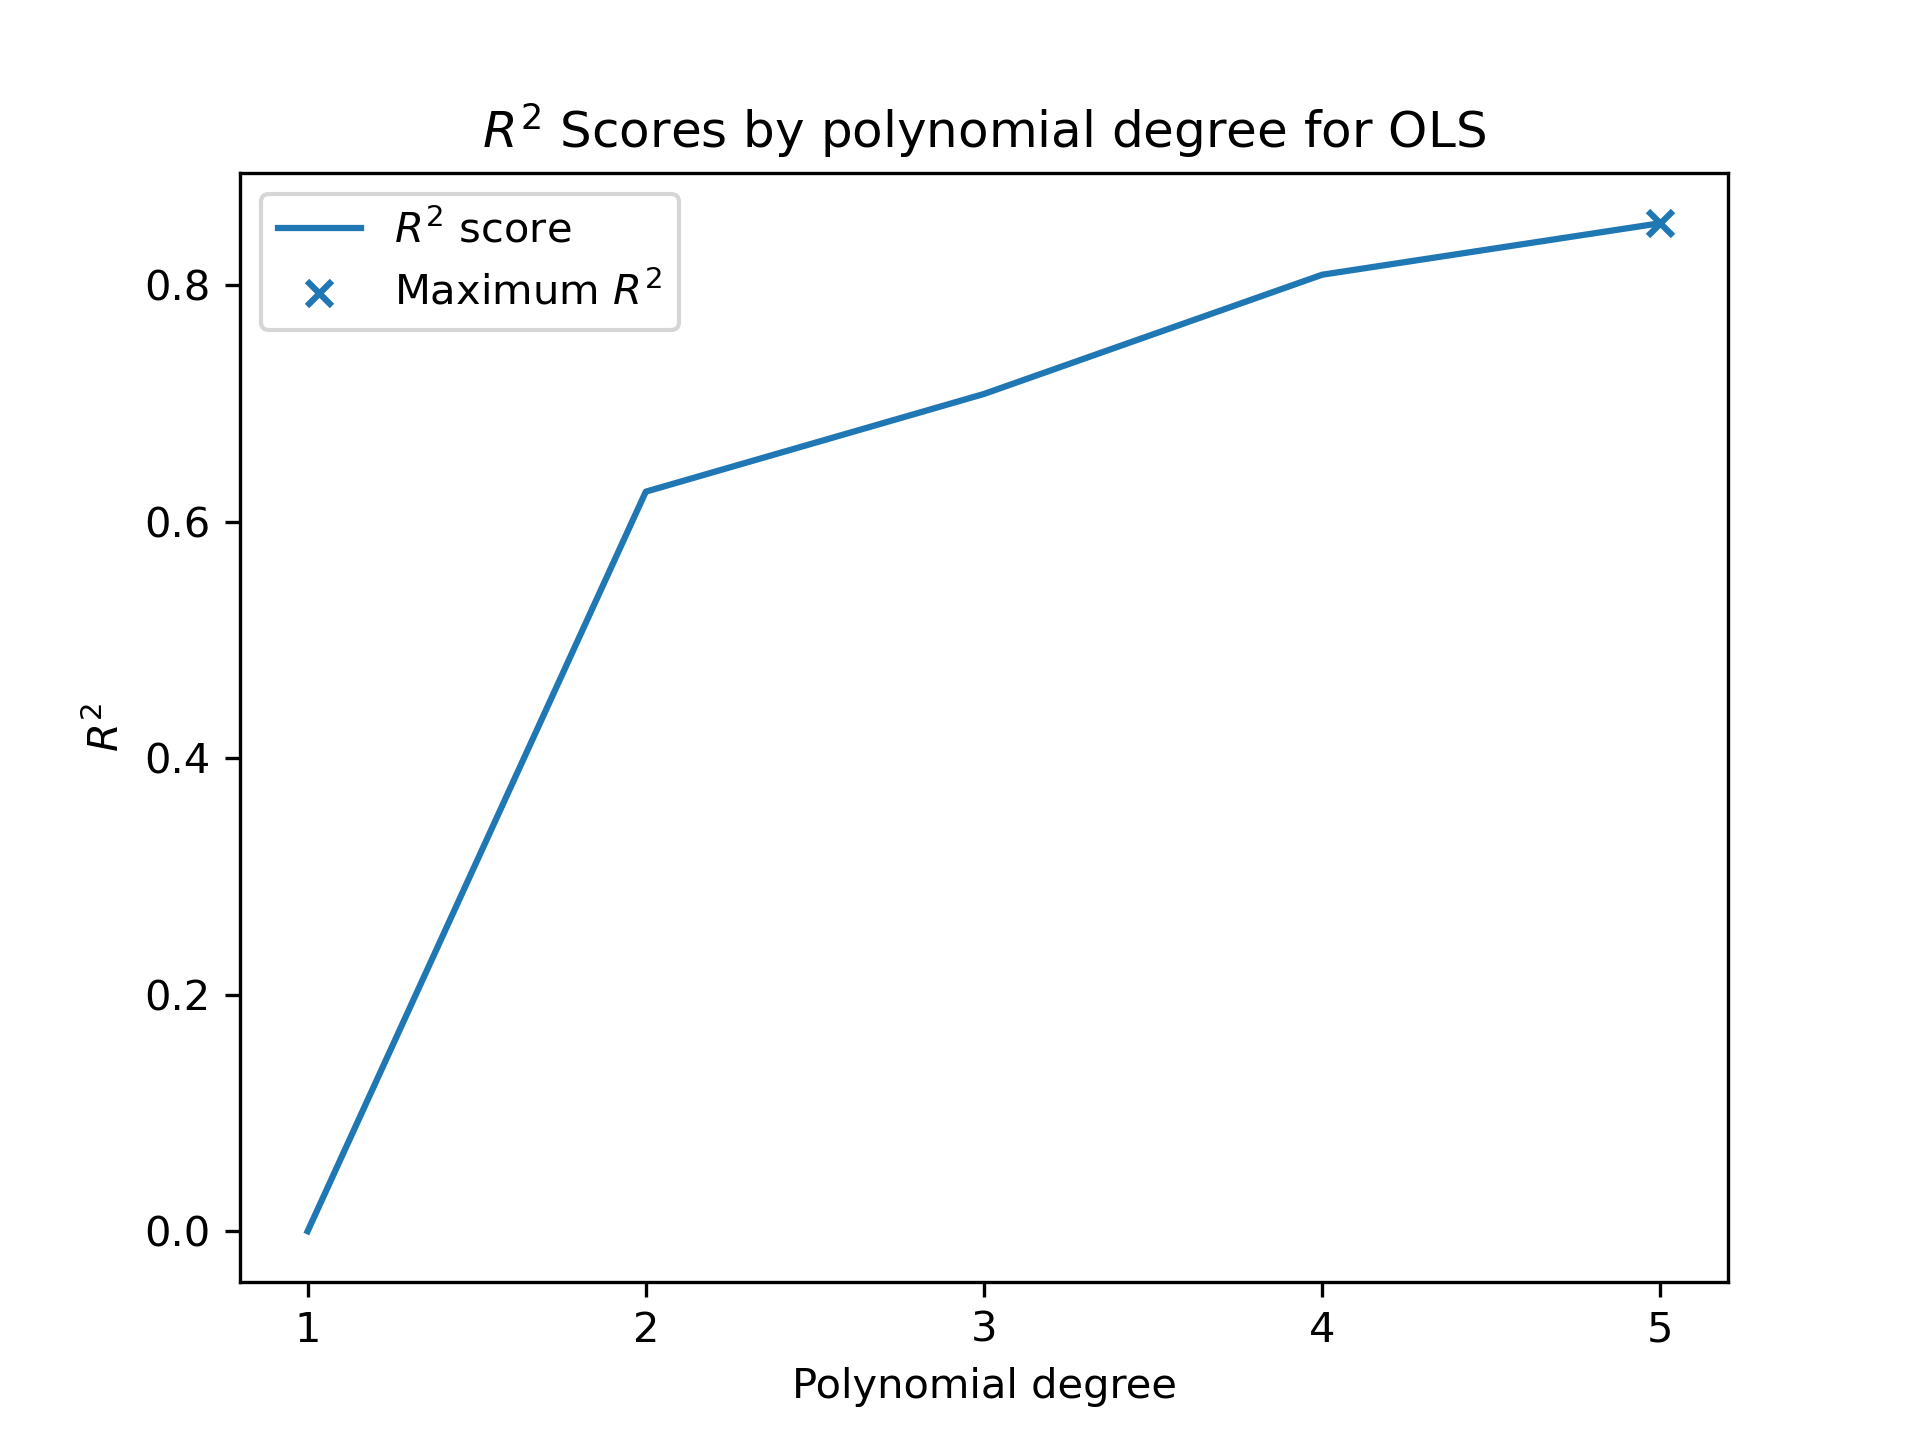 R² Scores by polynomial degree for OLS
R² score
Maximum R²
R²
0.8
0.6
0.4
0.2
0.0
1 2 3 4 5
Polynomial degree